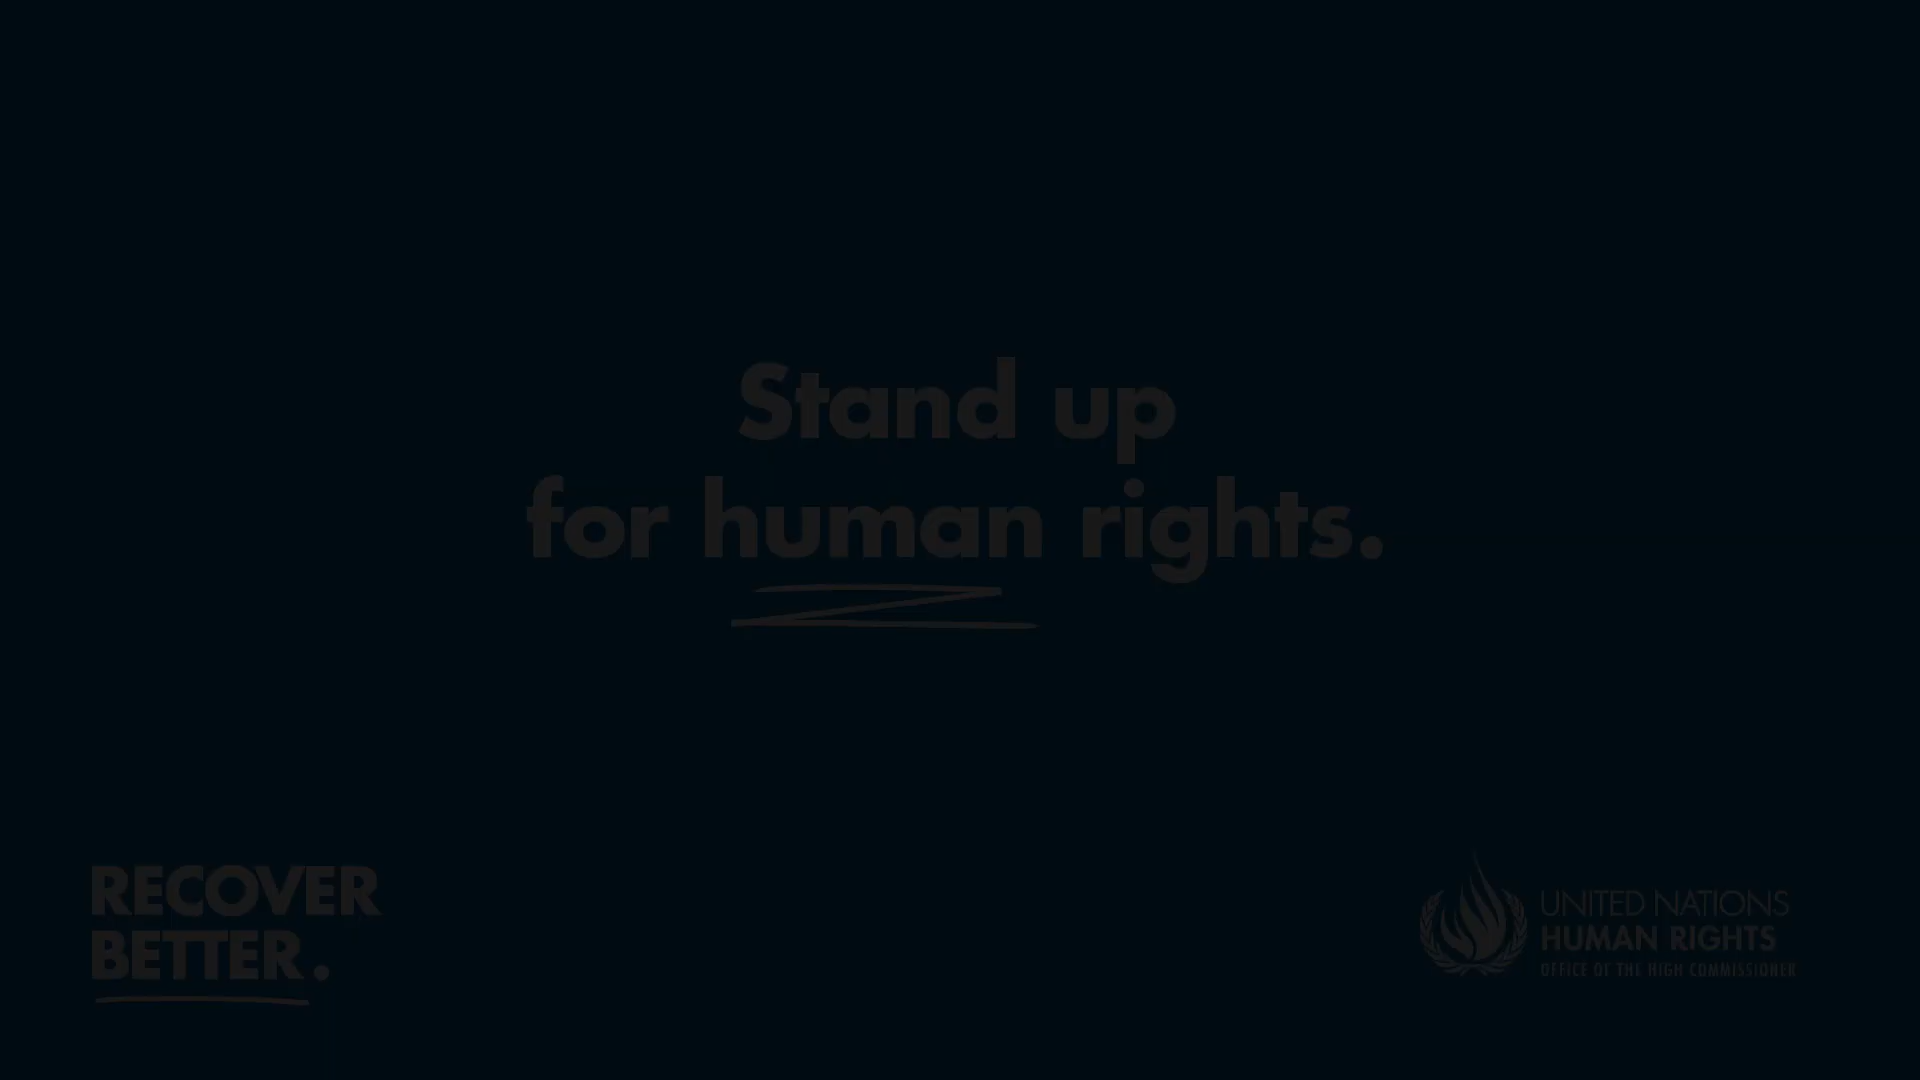 Stand up
for human rights.
RECOVER
BETTER.
UNITED NATIONS
HUMAN RIGHTS
OFFICE OF THE HIGH COMMISSIONER